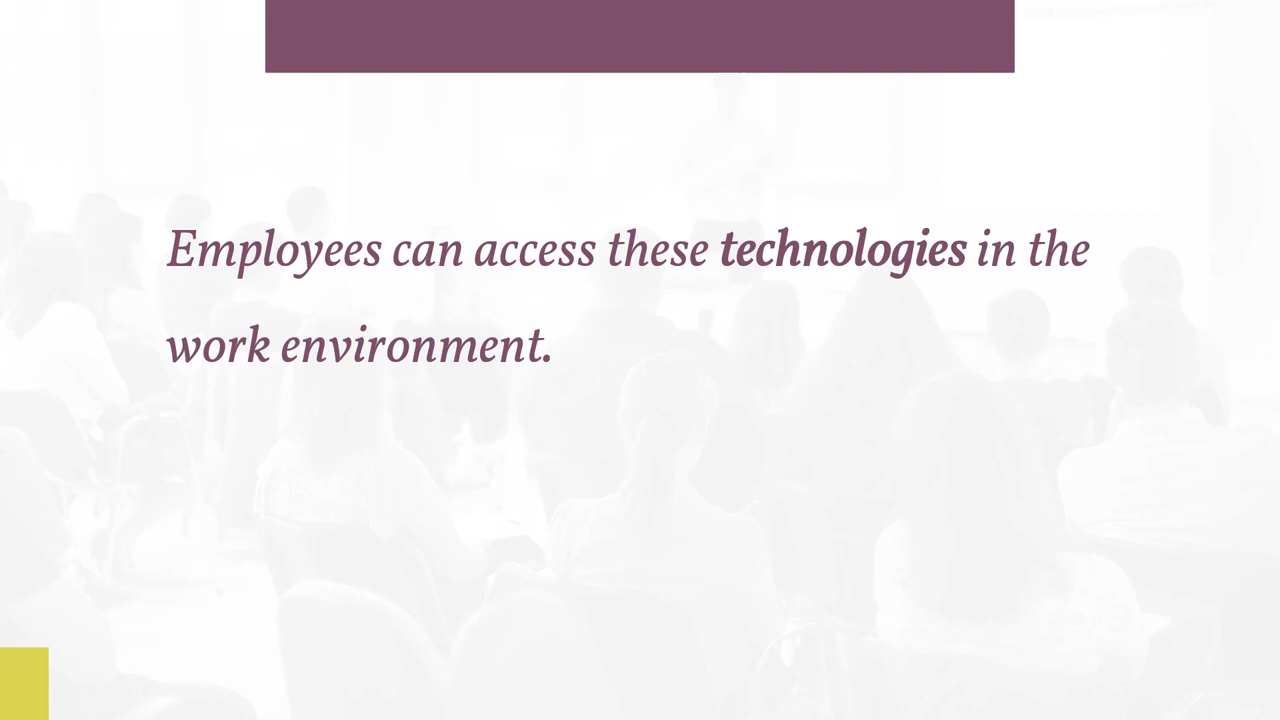 Employees can access these technologies in the
work environment.